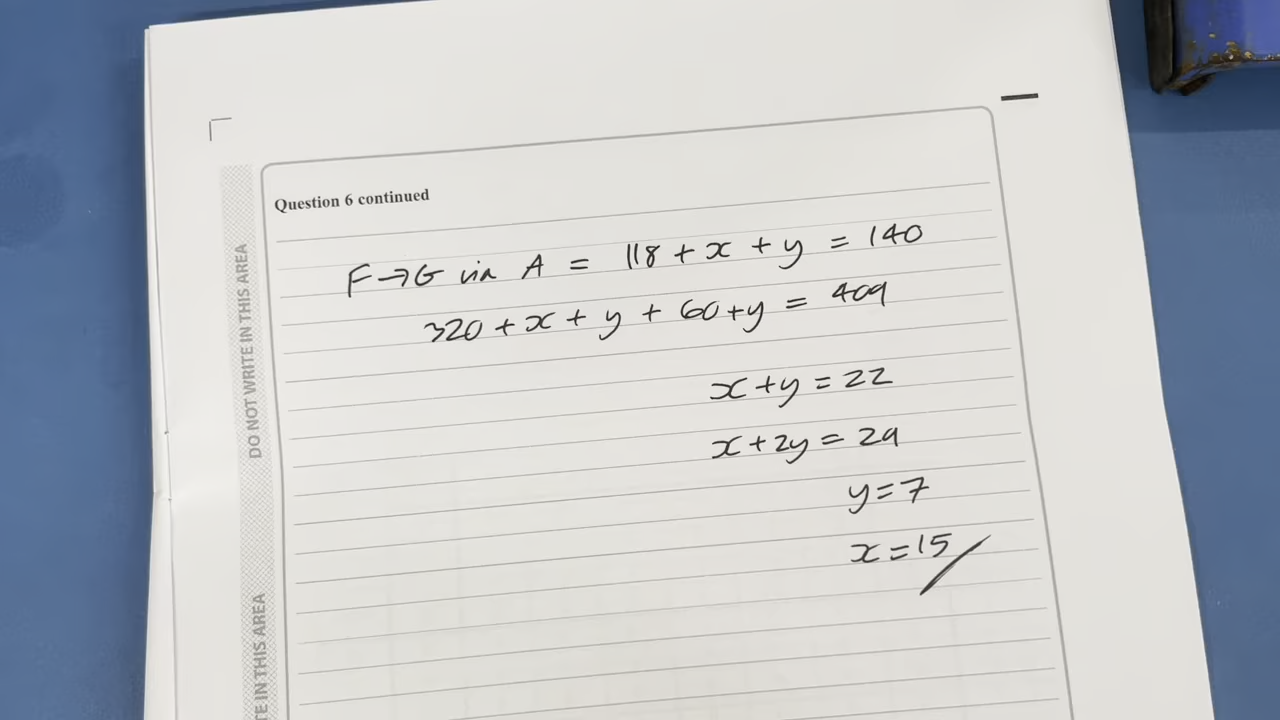 Question 6 continued
F→G via A = 118 + x + y = 140
320 + x + y + 60 + y = 409
x + y = 22
x + 2y = 29
y = 7
x = 15
DO NOT WRITE IN THIS AREA
TE IN THIS AREA